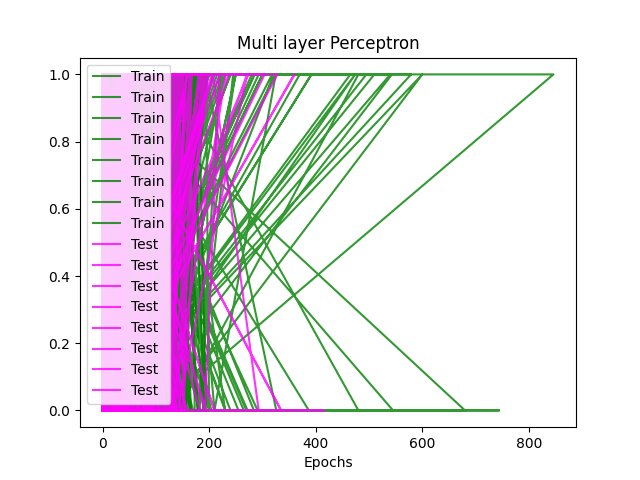 Multi layer Perceptron
1.0
0.8
0.6
0.4
0.2
0.0
Train
Train
Train
Train
Train
Train
Train
Train
Test
Test
Test
Test
Test
Test
Test
Test
0 200 400 600 800
Epochs